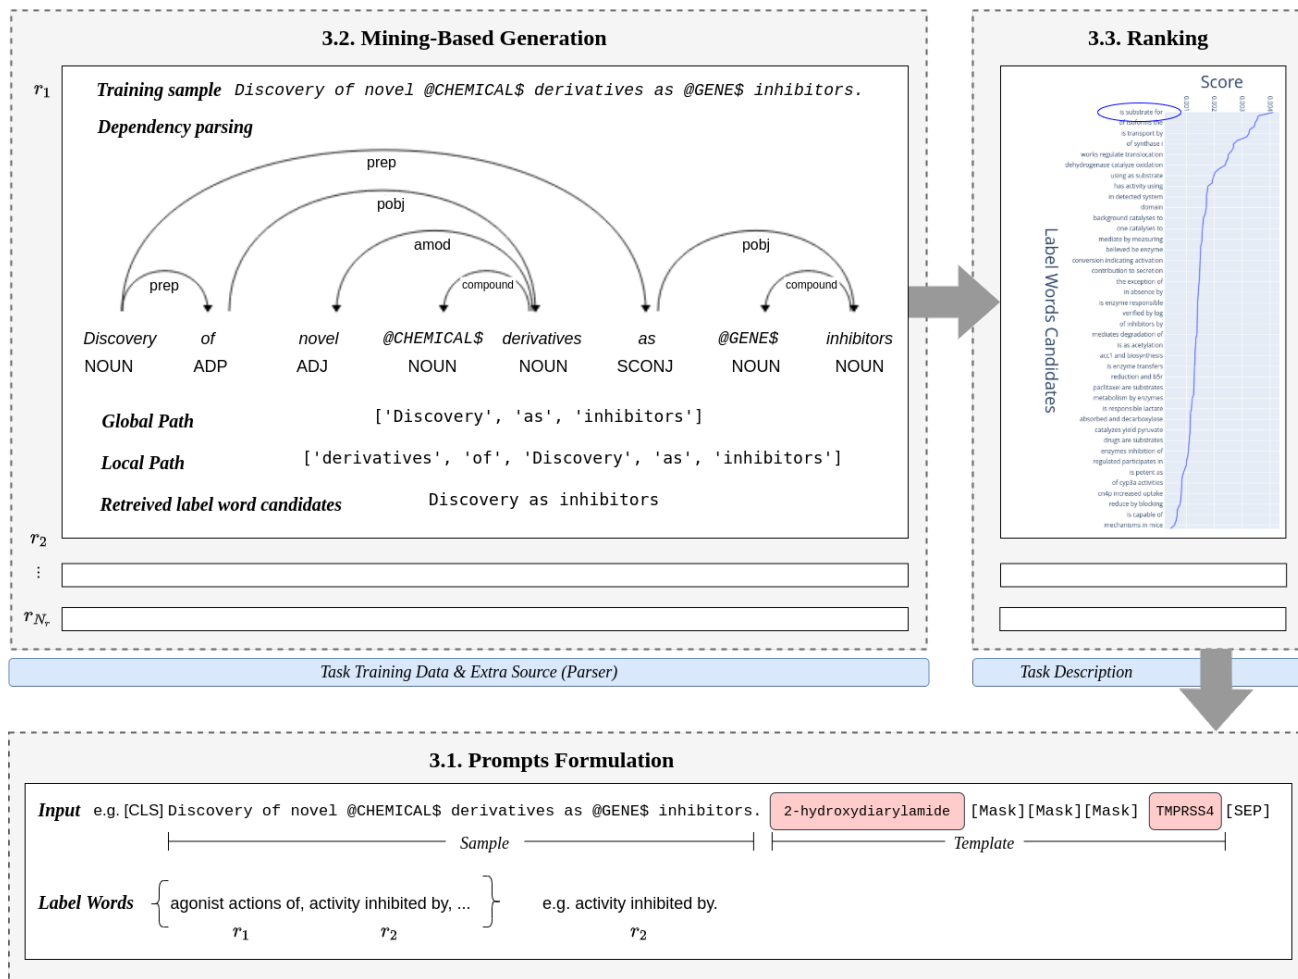 3.2. Mining-Based Generation
r1
Training sample Discovery of novel @CHEMICAL$ derivatives as @GENE$ inhibitors.
Dependency parsing
prep
pobj
amod
pobj
prep
compound
compound
Discovery of novel @CHEMICAL$ derivatives as @GENE$ inhibitors
NOUN ADP ADJ NOUN NOUN SCONJ NOUN NOUN
Global Path ['Discovery', 'as', 'inhibitors']
Local Path ['derivatives', 'of', 'Discovery', 'as', 'inhibitors']
Retreived label word candidates Discovery as inhibitors
r2
⋮
rNr
Task Training Data & Extra Source (Parser)
3.3. Ranking
Score
0.001 0.002 0.003 0.004
Label Words Candidates
is substrate for
of isoforms the
is transport by
of synthase i
works regulate translocation
dehydrogenase catalyze oxidation
using as substrate
has activity using
in detected system
domain
background catalyses to
one catalyses to
mediate by measuring
believed be enzyme
conversion indicating activation
contribution to secretion
the exception of
in absence by
is enzyme responsible
verified by log
of inhibitors by
mediates degradation of
is as acetylation
acc1 and biosynthesis
is enzyme transfers
reduction and b5r
paclitaxel are substrates
metabolism by enzymes
is responsible lactate
absorbed and decarboxylase
catalyzes yield pyruvate
drugs are substrates
enzymes inhibition of
regulated participates in
is potent as
of cyp3a activities
cn4p increased uptake
reduce by blocking
is capable of
mechanisms in mice
Task Description
3.1. Prompts Formulation
Input e.g. [CLS] Discovery of novel @CHEMICAL$ derivatives as @GENE$ inhibitors. 2-hydroxydiarylamide [Mask][Mask][Mask] TMPRSS4 [SEP]
Sample Template
Label Words { agonist actions of, activity inhibited by, ... } e.g. activity inhibited by.
r1 r2 r2